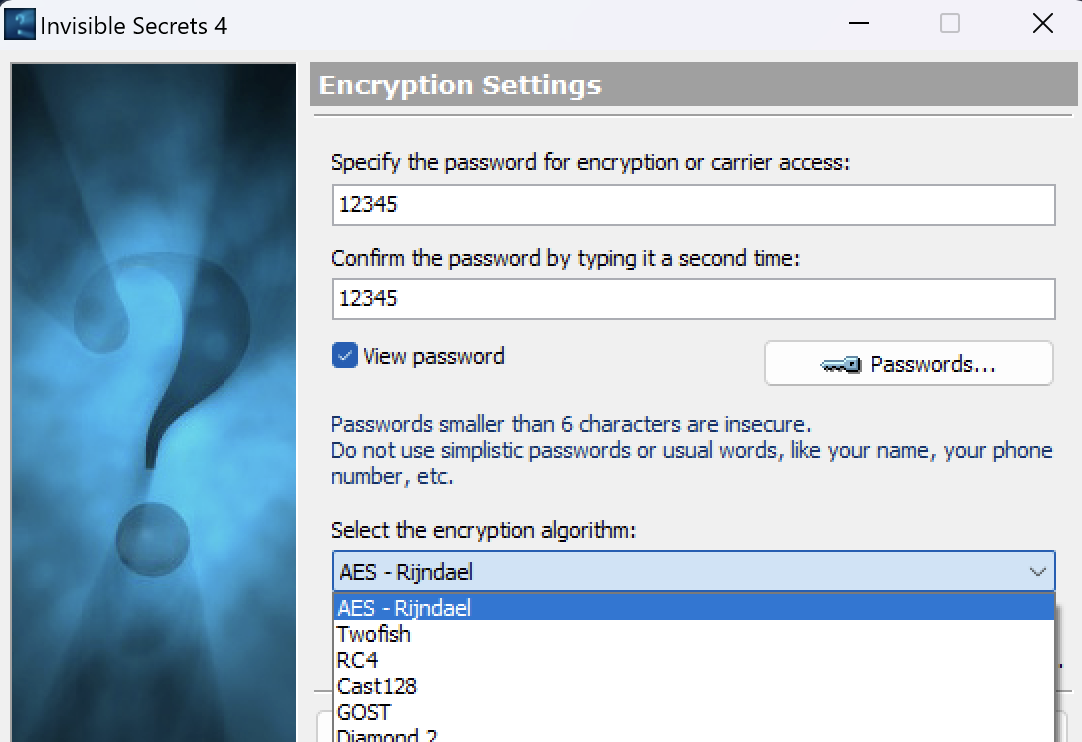 Invisible Secrets 4
Encryption Settings
Specify the password for encryption or carrier access:
12345
Confirm the password by typing it a second time:
12345
View password
Passwords...
Passwords smaller than 6 characters are insecure.
Do not use simplistic passwords or usual words, like your name, your phone
number, etc.
Select the encryption algorithm:
AES - Rijndael
AES - Rijndael
Twofish
RC4
Cast128
GOST
Diamond 2